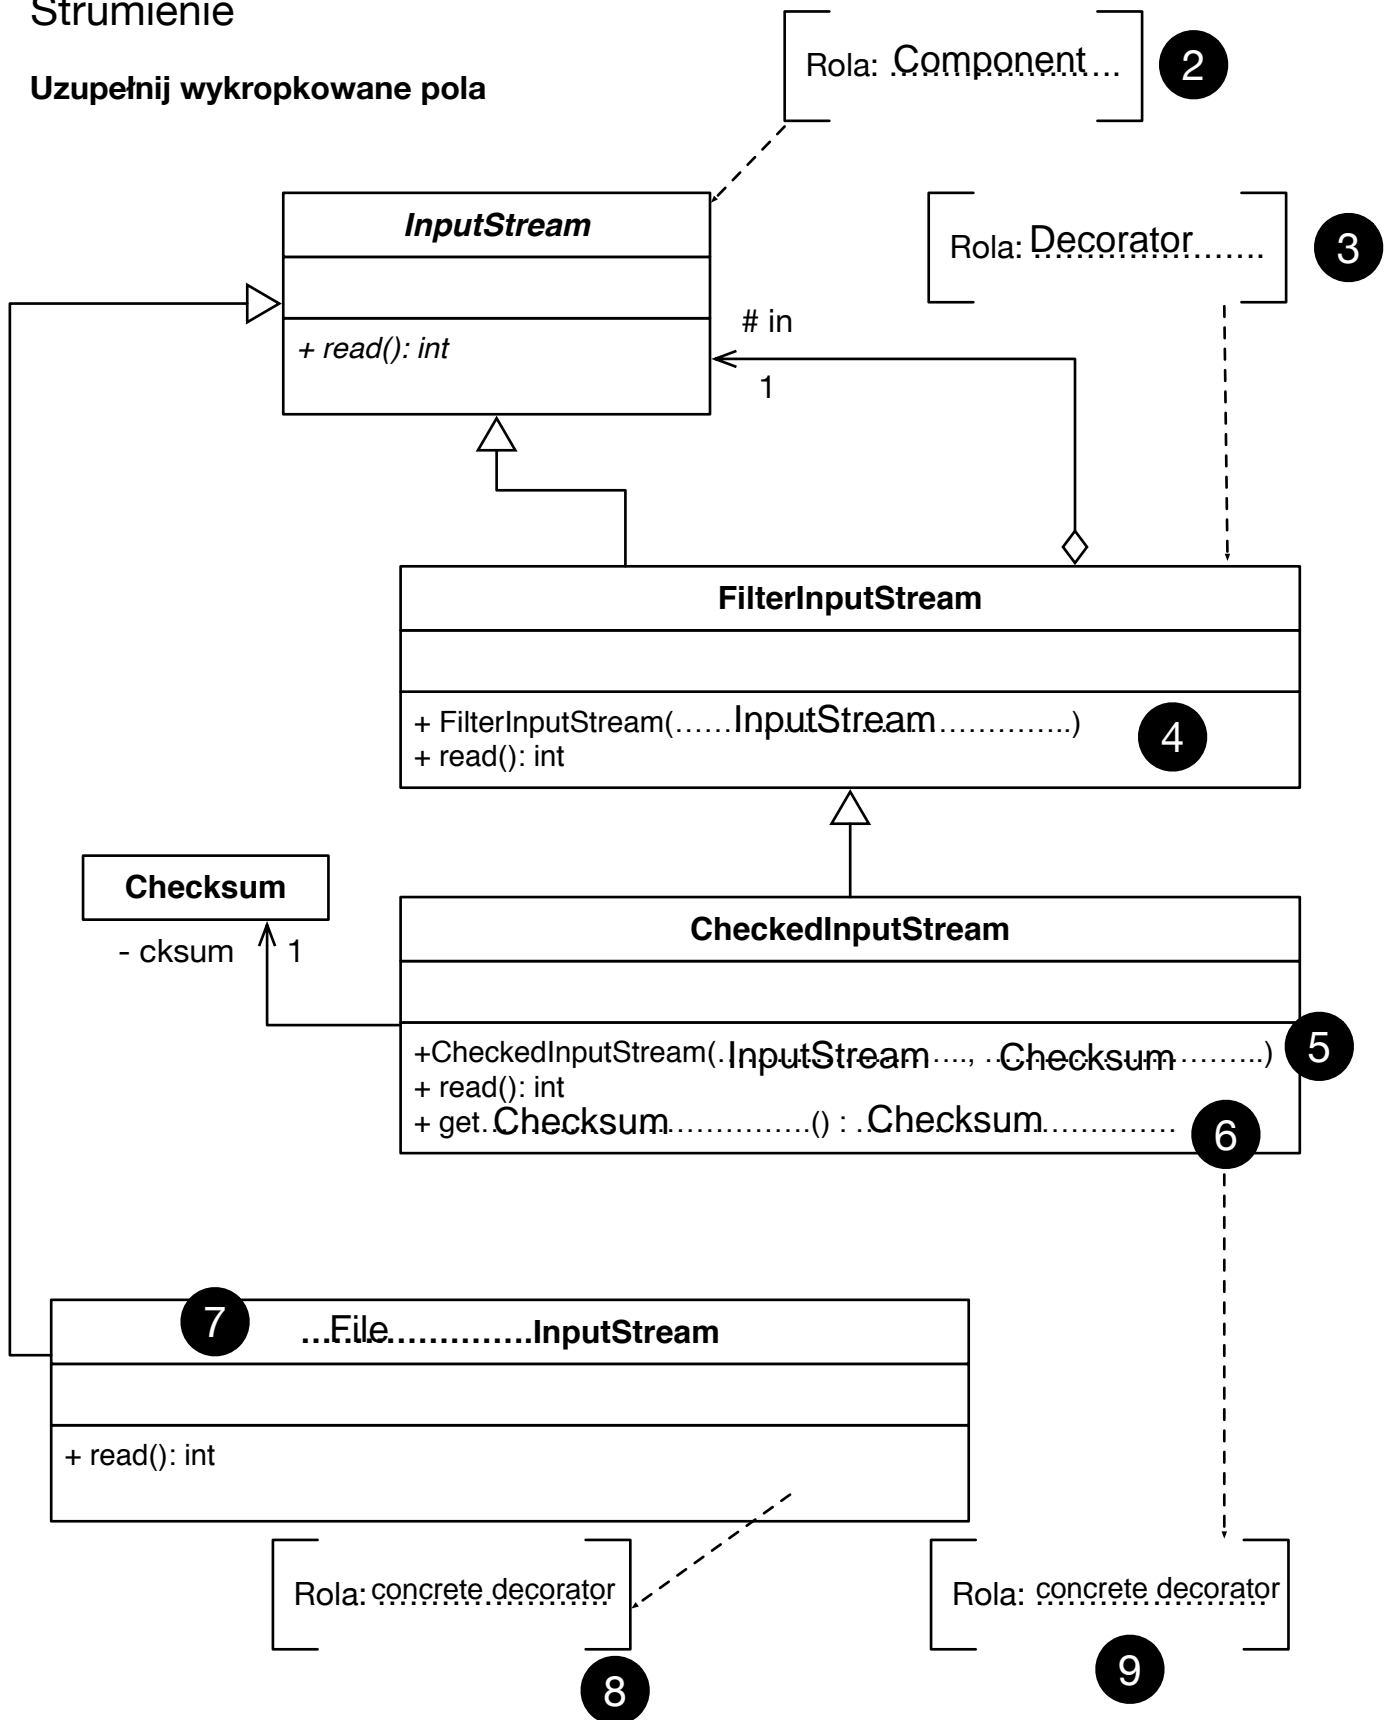 Strumienie
Uzupełnij wykropkowane pola
Rola: Component
2
InputStream
+ read(): int
Rola: Decorator
3
# in
1
FilterInputStream
+ FilterInputStream(......InputStream..............)
+ read(): int
4
Checksum
- cksum 1
CheckedInputStream
+CheckedInputStream(..InputStream...., ..Checksum........)
5
+ read(): int
+ get..Checksum..............() : ..Checksum..............
6
7
...File.....................InputStream
+ read(): int
Rola: concrete decorator
8
Rola: concrete decorator
9